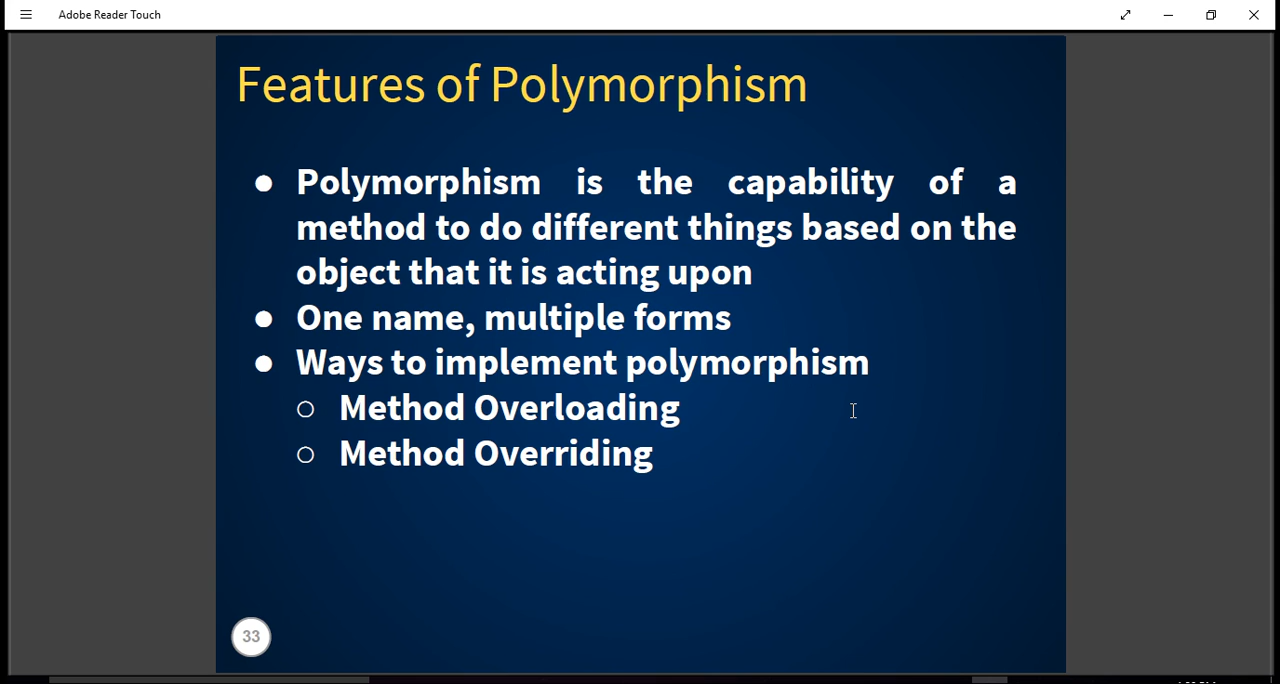 Adobe Reader Touch
Features of Polymorphism
● Polymorphism is the capability of a
method to do different things based on the
object that it is acting upon
● One name, multiple forms
● Ways to implement polymorphism
○ Method Overloading
○ Method Overriding
33